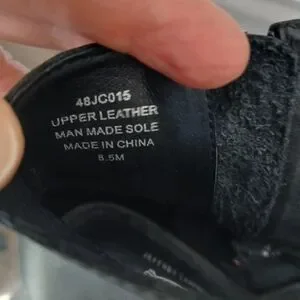 48JC015
UPPER LEATHER
MAN MADE SOLE
MADE IN CHINA
8.5M